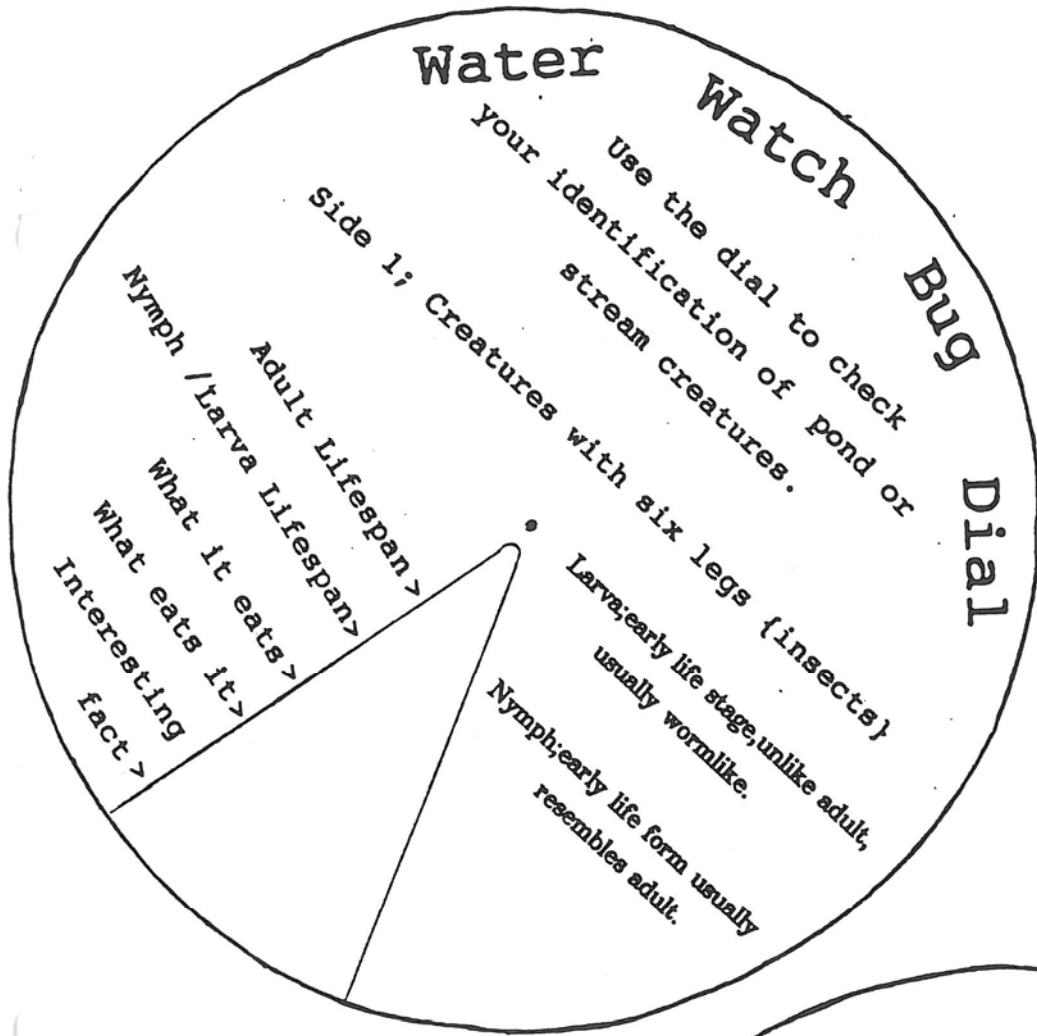 Water Watch Bug Dial
Use the dial to check
your identification of pond or
stream creatures.
Side 1; Creatures with six legs {insects}
Adult Lifespan>
Nymph /Larva Lifespan>
What it eats>
What eats it>
Interesting
fact>
Larva;early life stage,unlike adult,
usually wormlike.
Nymph;early life form usually
resembles adult.